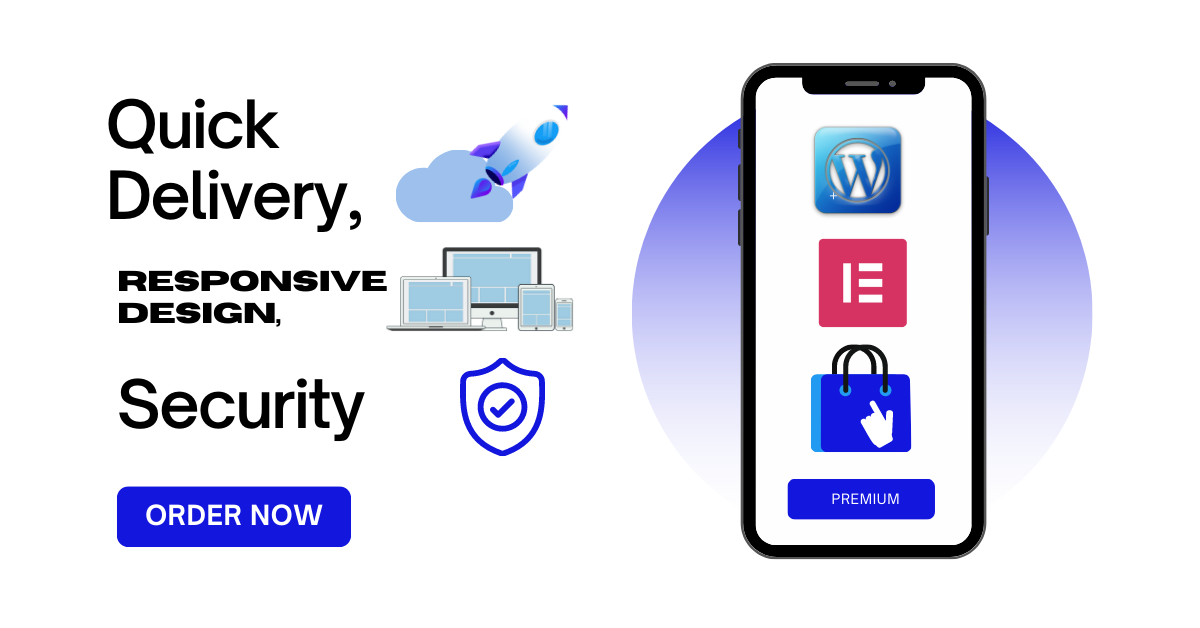 Quick
Delivery,
RESPONSIVE
DESIGN,
Security
ORDER NOW
W
PREMIUM